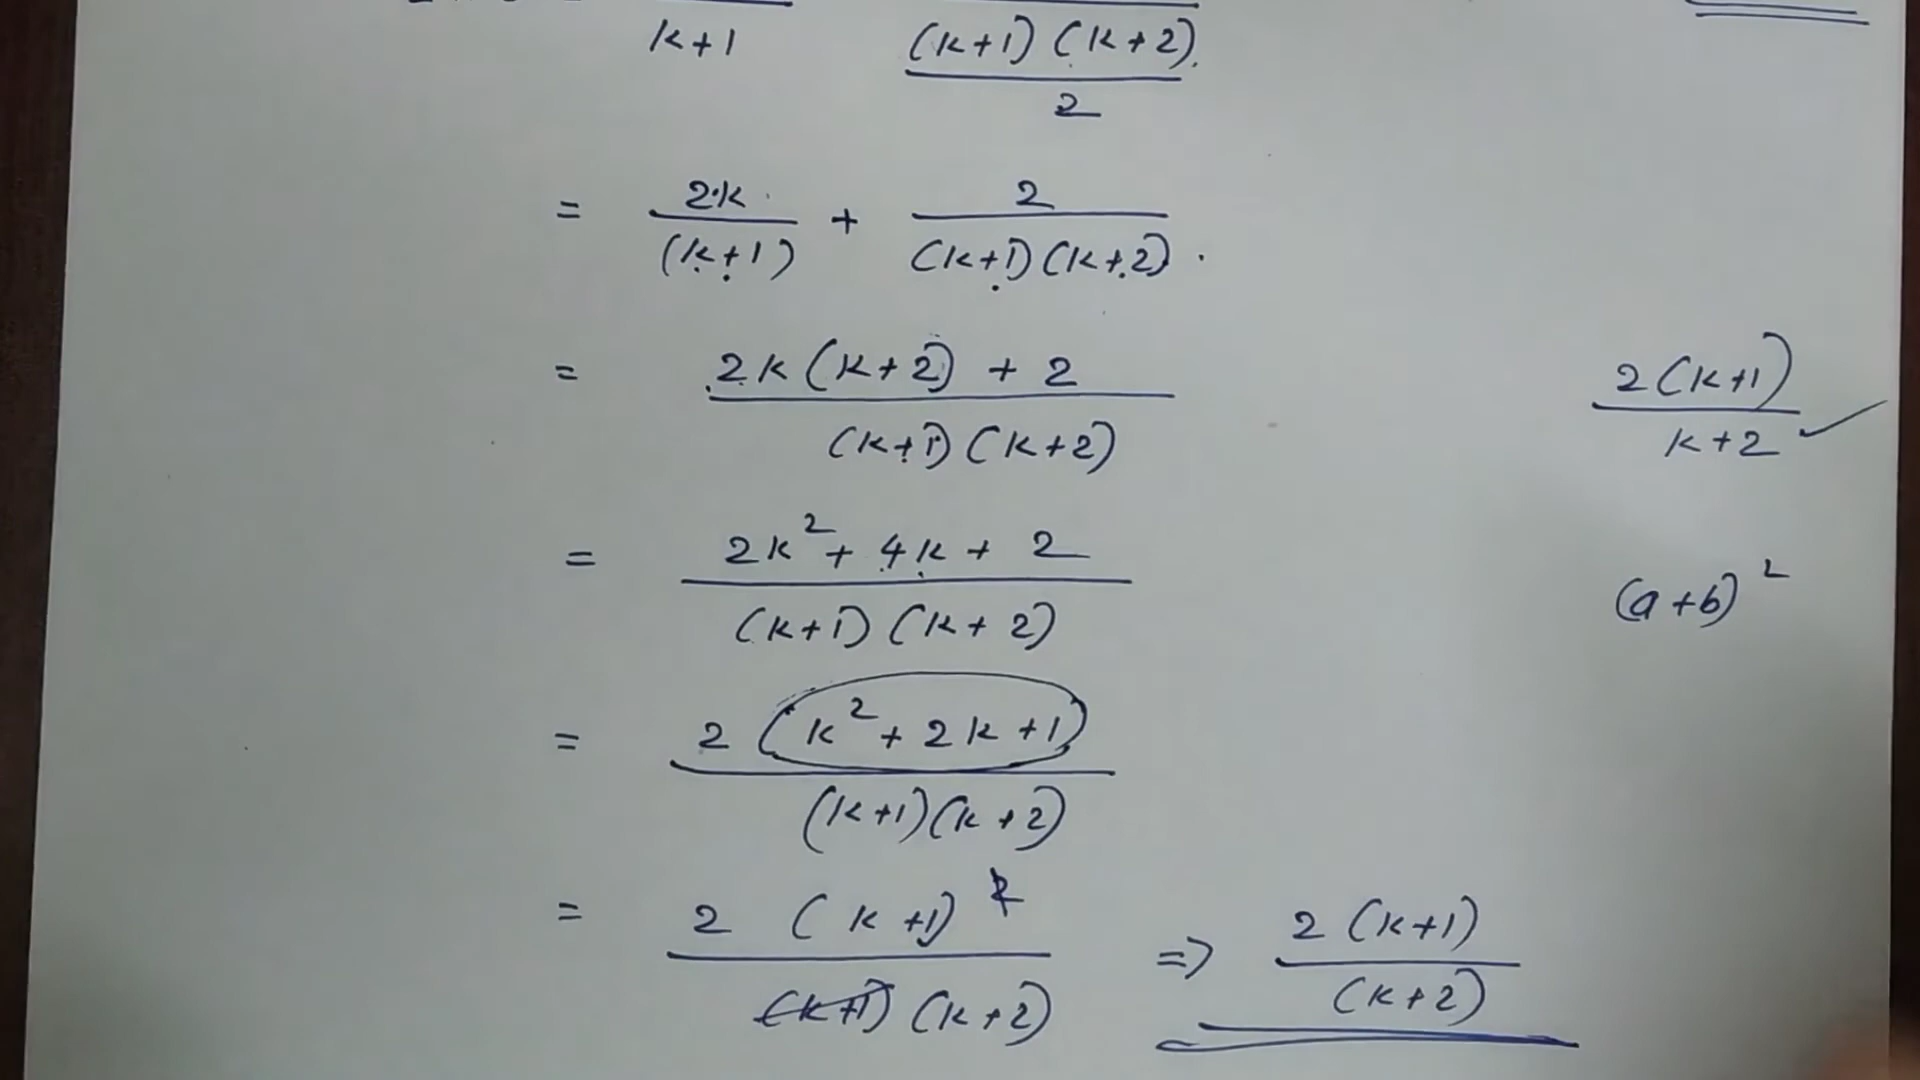 k+1 (k+1)(k+2)
2
= 2·k/(k+1) + 2/(k+1)(k+2).
= 2k(k+2) + 2/(k+1)(k+2)
2(k+1)/k+2 ✓
= 2k² + 4k + 2/(k+1)(k+2)
(a+b)²
= 2(k² + 2k + 1)/(k+1)(k+2)
= 2(k+1)²/(k+1)(k+2) => 2(k+1)/(k+2)